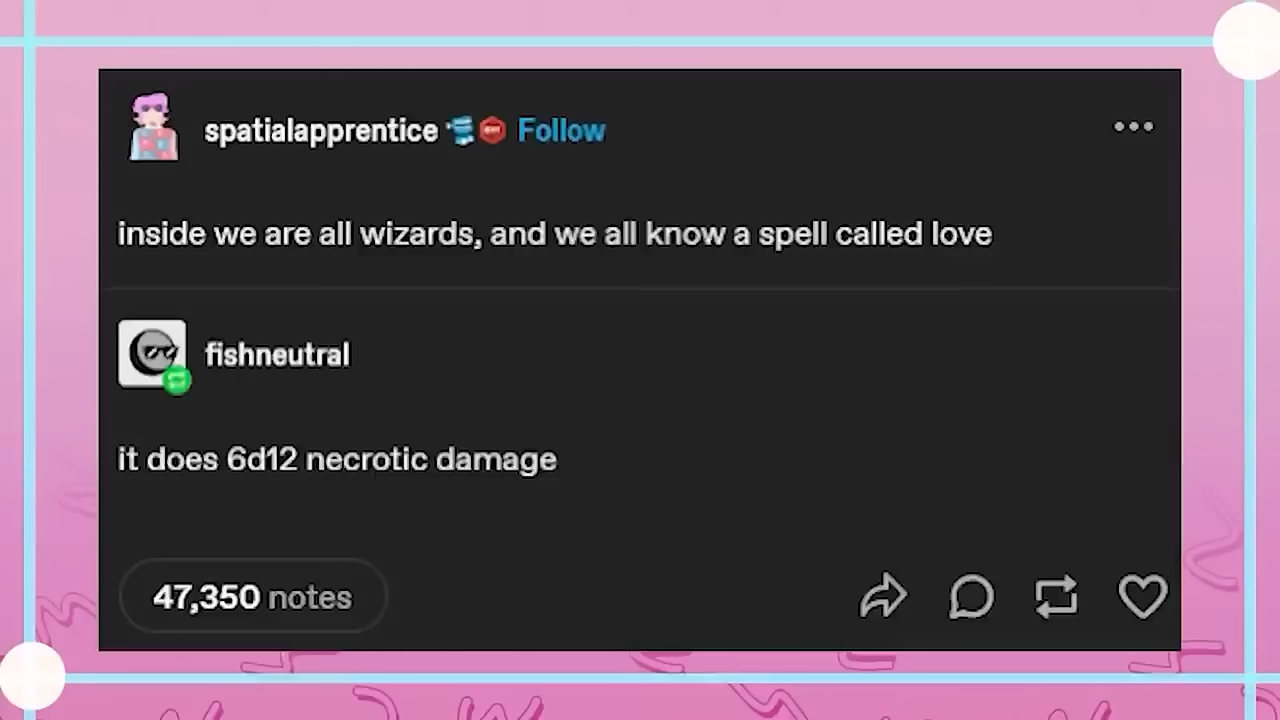 spatialapprentice Follow
inside we are all wizards, and we all know a spell called love
fishneutral
it does 6d12 necrotic damage
47,350 notes